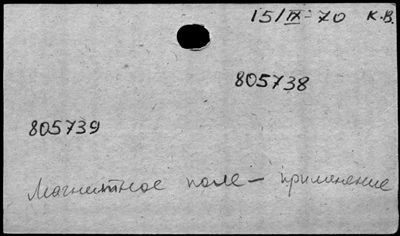 15/IX-70 К.В.
805738
805739
Магнитное поле — применение